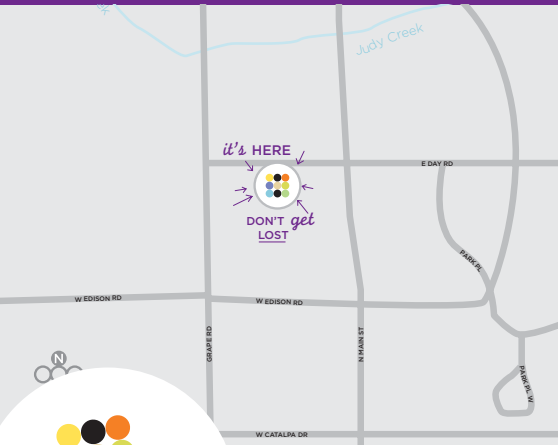 Judy Creek
it's HERE
E DAY RD
DON'T get
LOST
PARK PL
W EDISON RD
W EDISON RD
GRAPE RD
N MAIN ST
N
PARK PL W
W CATALPA DR